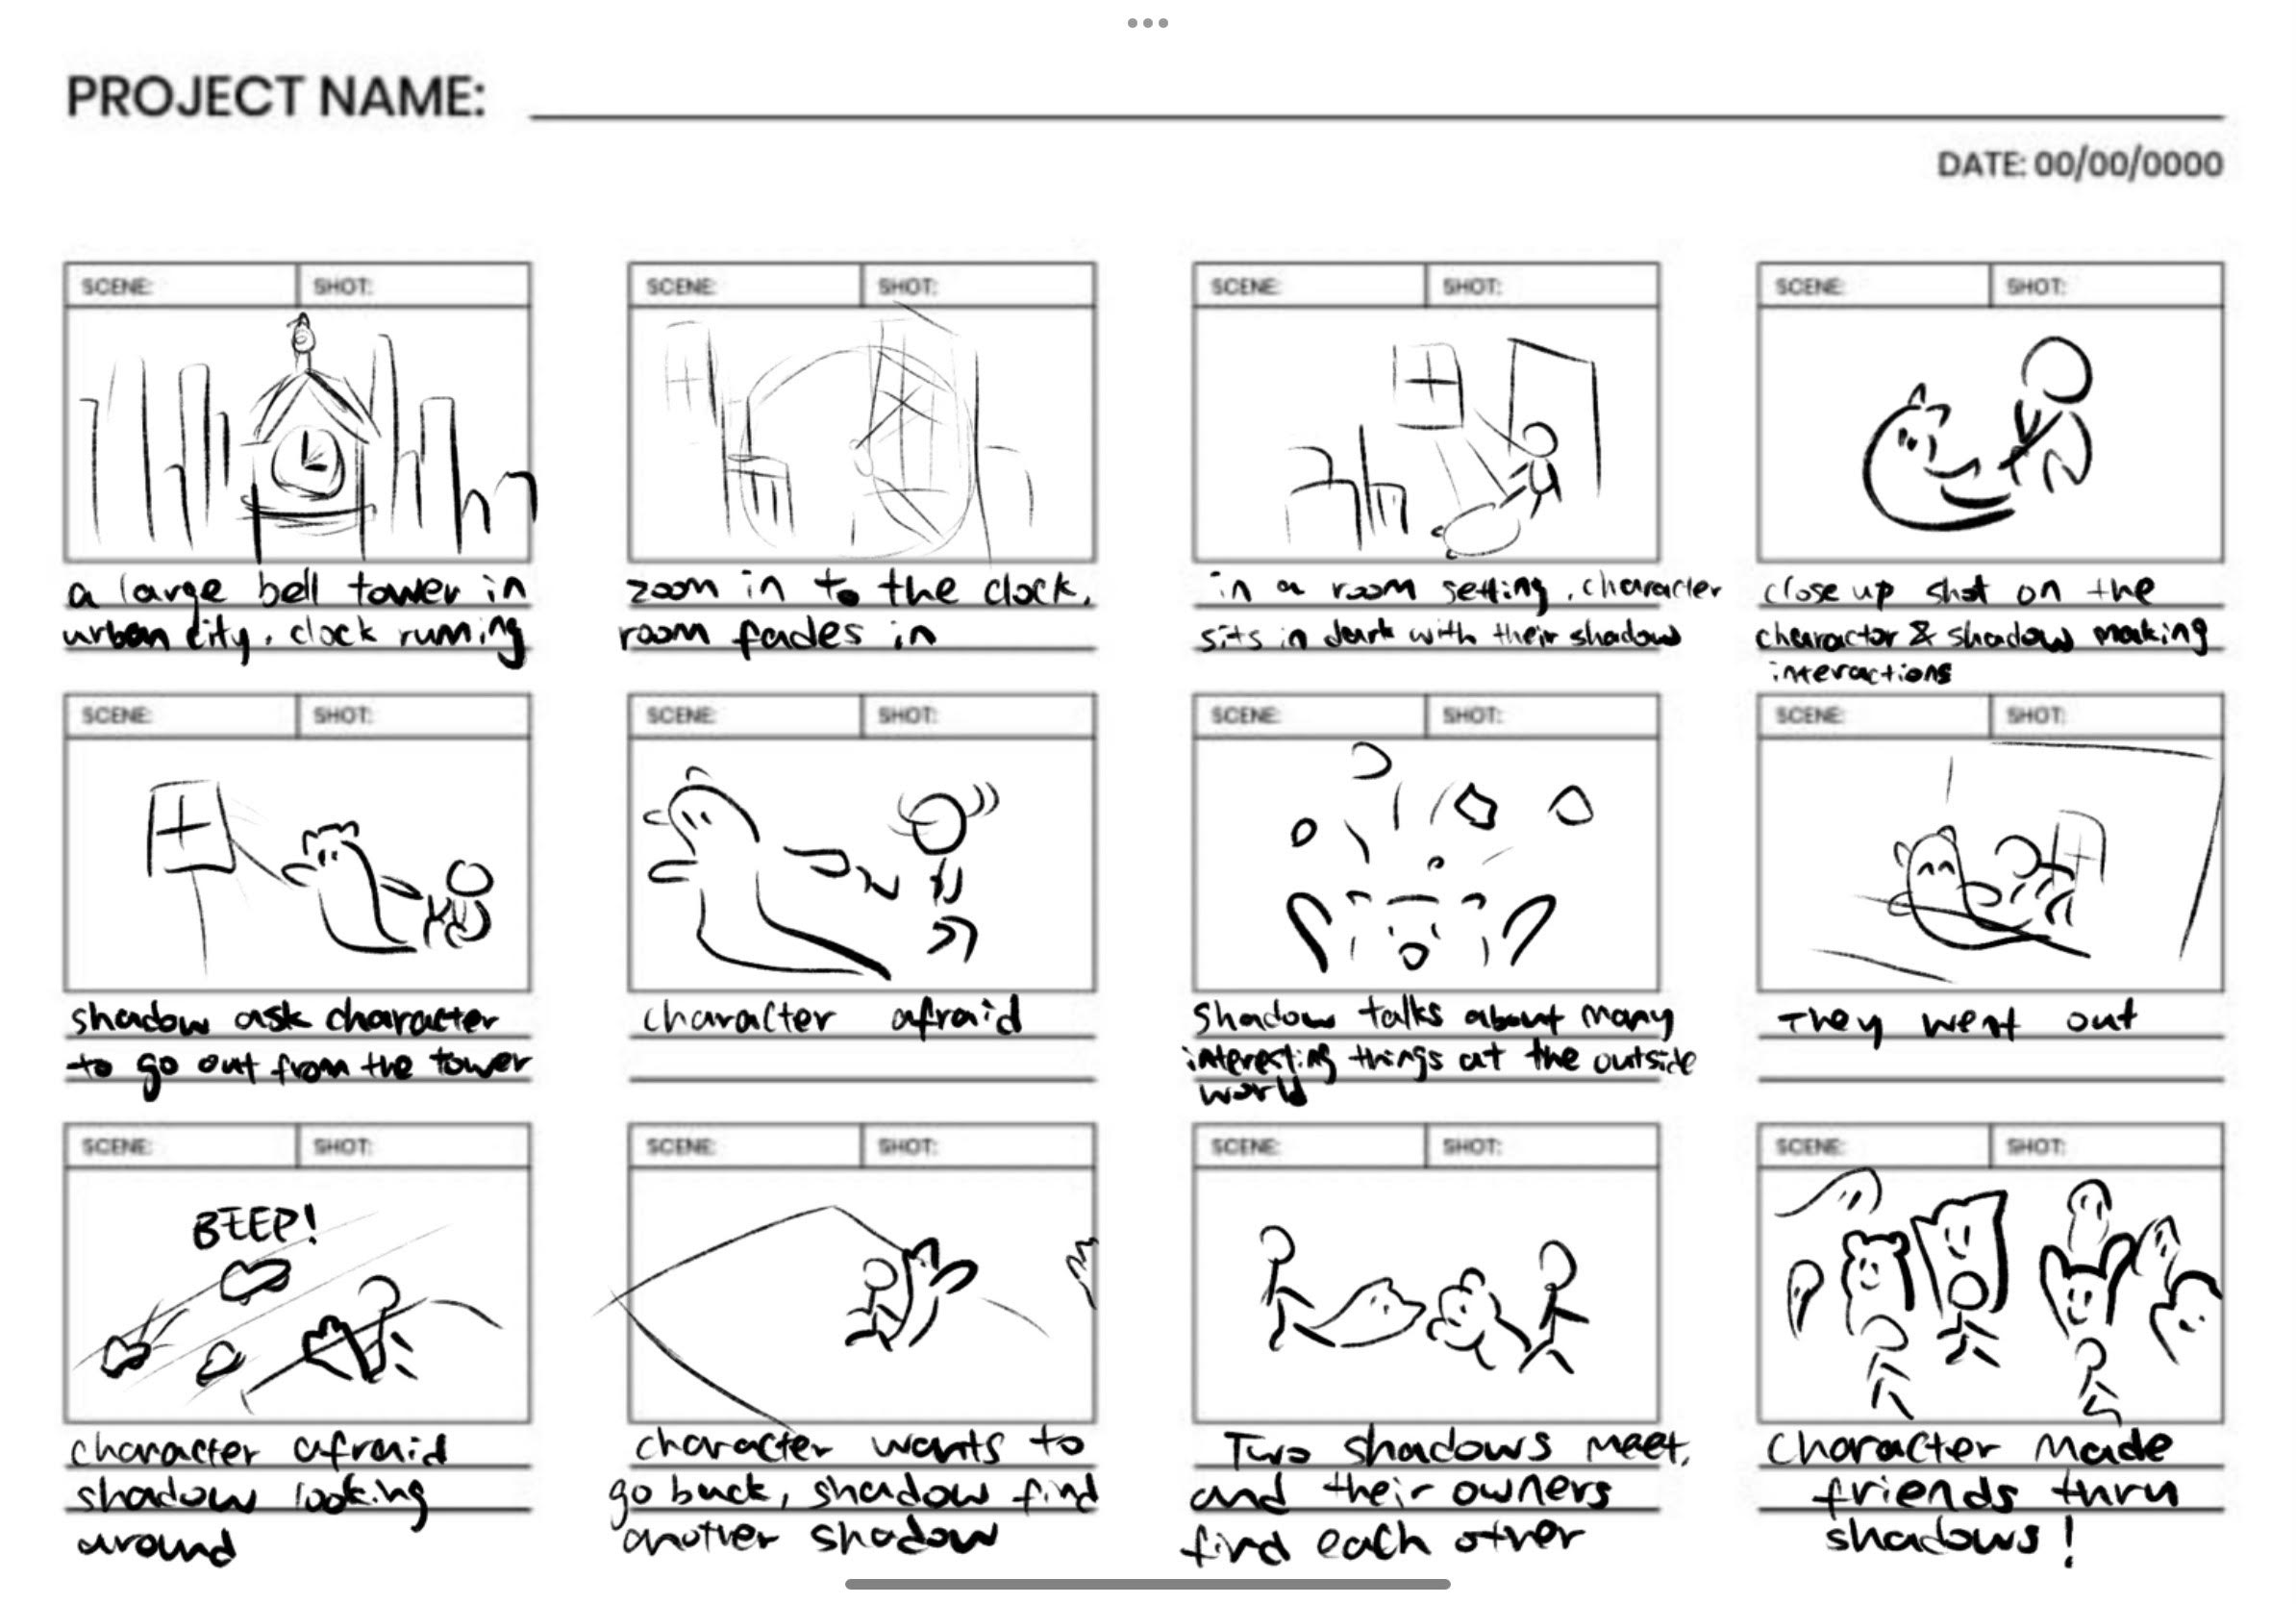 PROJECT NAME:
DATE: 00/00/0000
SCENE: SHOT:
a large bell tower in
urban city, clock running
SCENE: SHOT:
zoom in to the clock,
room fades in
SCENE: SHOT:
in a room setting, character
sits in dark with their shadow
SCENE: SHOT:
close up shot on the
charactor & shadow making
interactions
SCENE: SHOT:
shadow ask character
to go out from the tower
SCENE: SHOT:
character afraid
SCENE: SHOT:
Shadow talks about many
interesting things at the outside
world
SCENE: SHOT:
They went out
SCENE: SHOT:
BEEP!
character afraid
shadow looking
around
SCENE: SHOT:
character wants to
go back, shadow find
another shadow
SCENE: SHOT:
Two shadows meet,
and their owners
find each other
SCENE: SHOT:
Character made
friends thru
shadows!